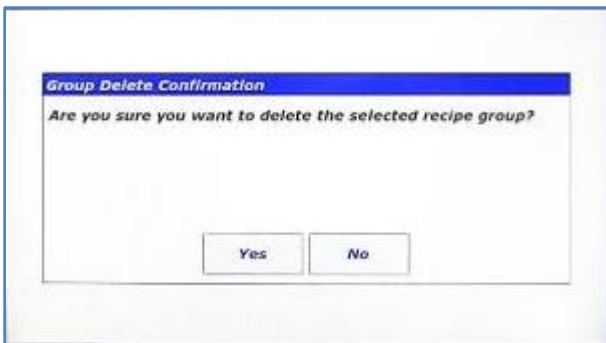 Group Delete Confirmation
Are you sure you want to delete the selected recipe group?
Yes No